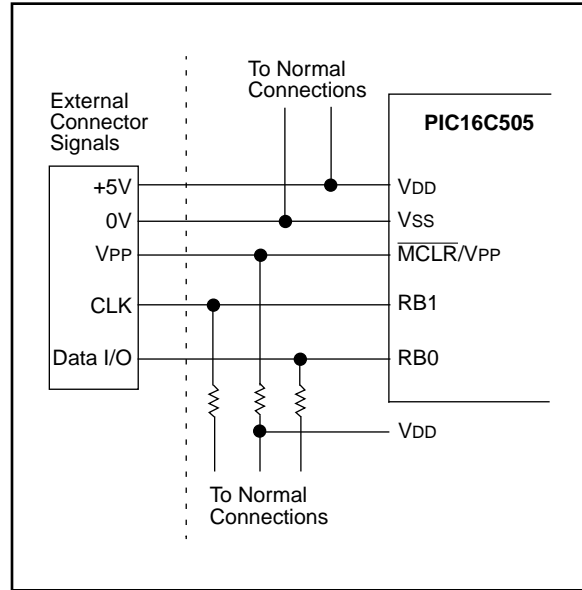 To Normal
Connections
External
Connector
Signals
PIC16C505
+5V
VDD
0V
VSS
VPP
MCLR/VPP
CLK
RB1
Data I/O
RB0
VDD
To Normal
Connections